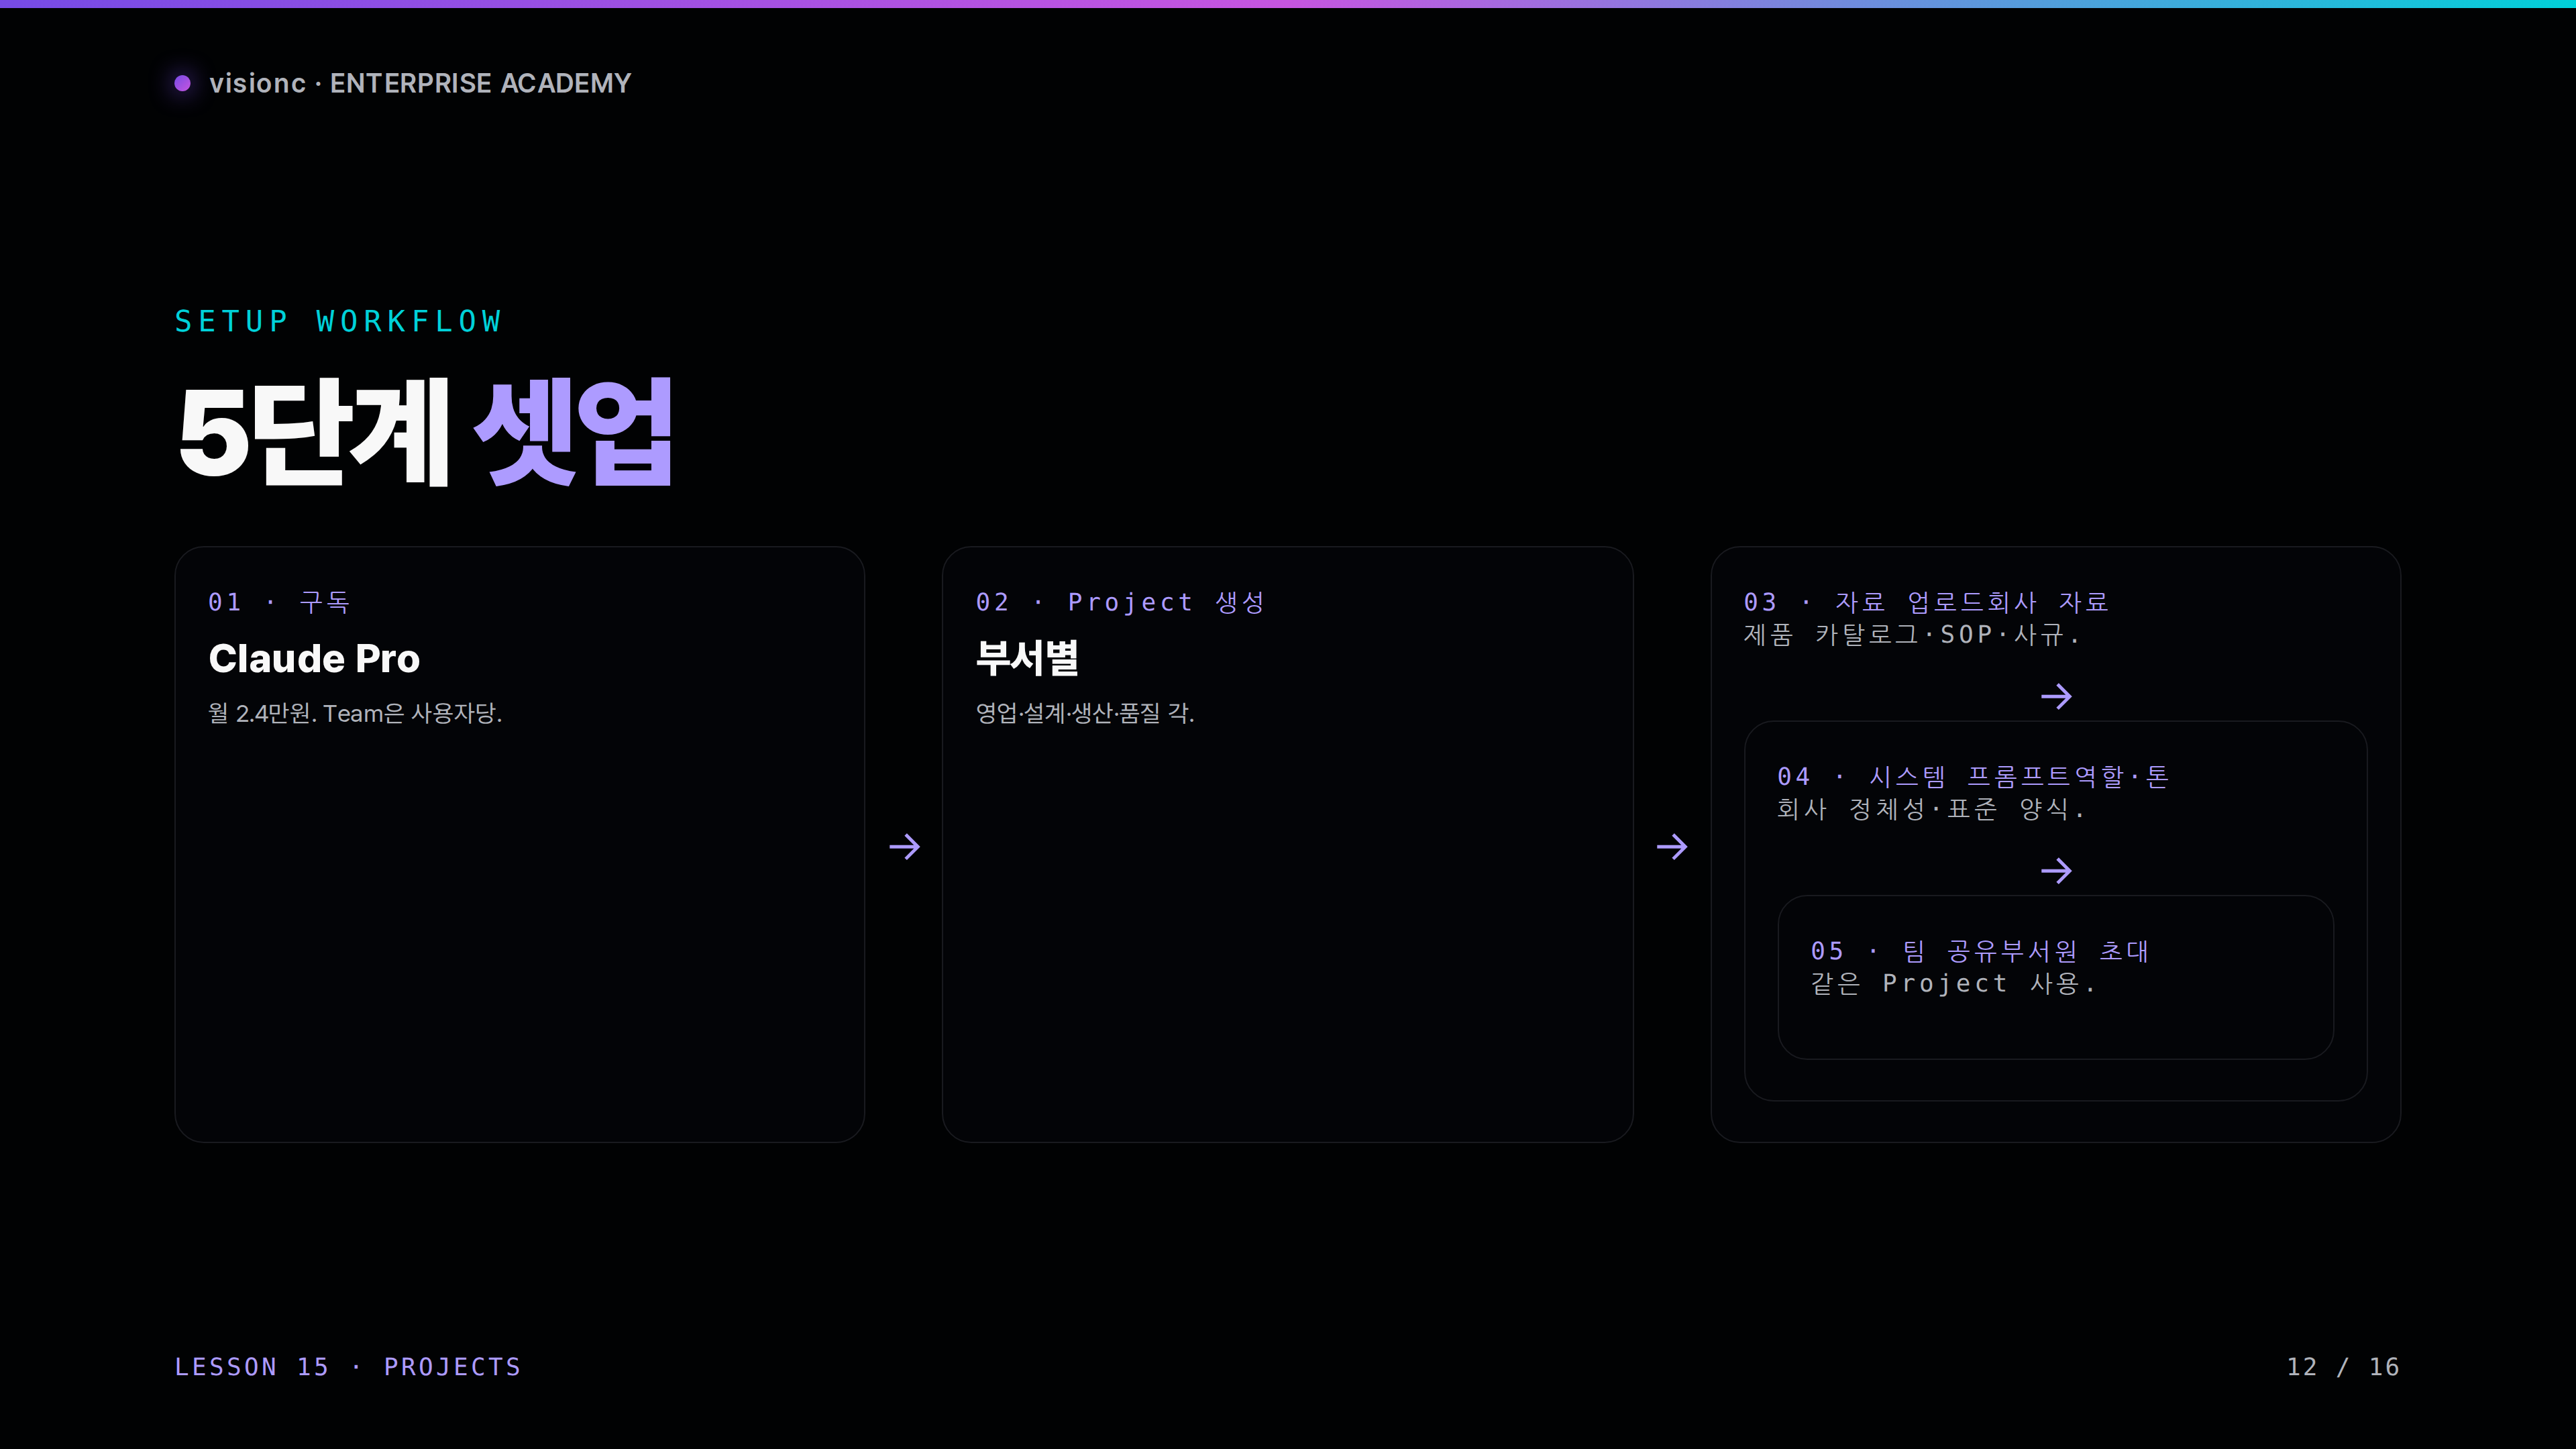 visionc · ENTERPRISE ACADEMY
SETUP WORKFLOW
5단계 셋업
01 · 구독
Claude Pro
월 2.4만원. Team은 사용자당.
→
02 · Project 생성
부서별
영업·설계·생산·품질 각.
→
03 · 자료 업로드회사 자료
제품 카탈로그·SOP·사규.
→
04 · 시스템 프롬프트역할·톤
회사 정체성·표준 양식.
→
05 · 팀 공유부서원 초대
같은 Project 사용.
LESSON 15 · PROJECTS
12 / 16